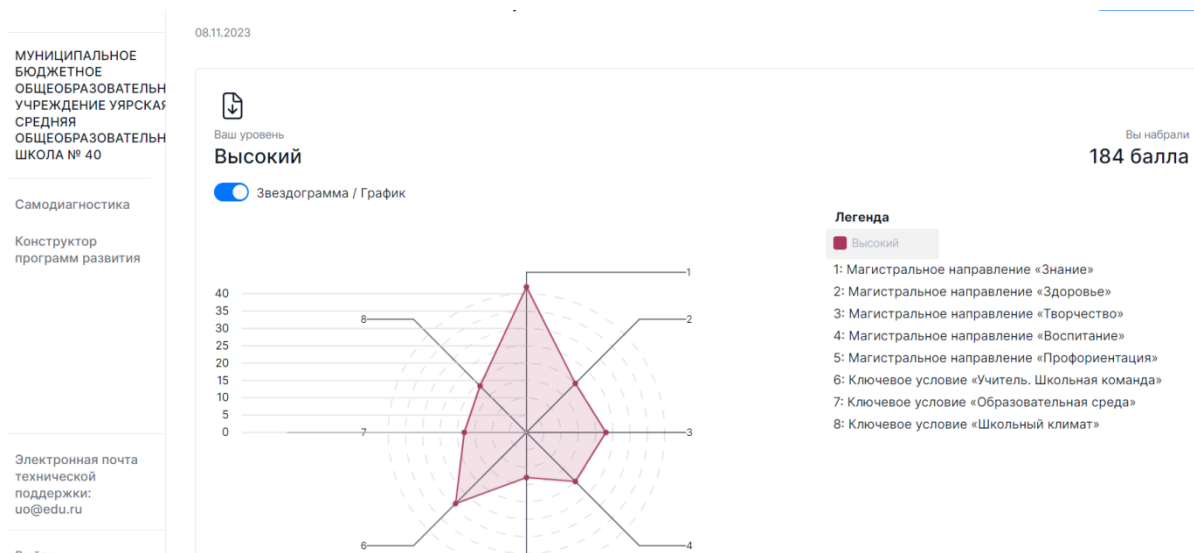 08.11.2023
МУНИЦИПАЛЬНОЕ
БЮДЖЕТНОЕ
ОБЩЕОБРАЗОВАТЕЛЬН
УЧРЕЖДЕНИЕ УЯРСКАЯ
СРЕДНЯЯ
ОБЩЕОБРАЗОВАТЕЛЬН
ШКОЛА № 40
Самодиагностика
Конструктор
программ развития
Электронная почта
технической
поддержки:
uo@edu.ru
Ваш уровень
Высокий
Вы набрали
184 балла
Звездограмма / График
40
35
30
25
20
15
10
5
0
1
2
3
4
6
7
8
Легенда
Высокий
1: Магистральное направление «Знание»
2: Магистральное направление «Здоровье»
3: Магистральное направление «Творчество»
4: Магистральное направление «Воспитание»
5: Магистральное направление «Профориентация»
6: Ключевое условие «Учитель. Школьная команда»
7: Ключевое условие «Образовательная среда»
8: Ключевое условие «Школьный климат»